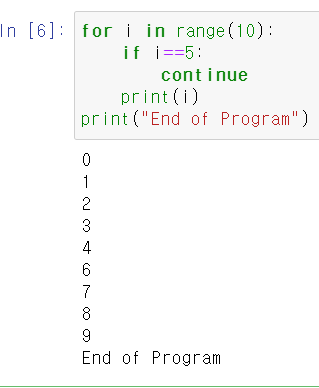 In [6]: for i in range(10):
    if i==5:
        continue
    print(i)
print("End of Program")
0
1
2
3
4
6
7
8
9
End of Program